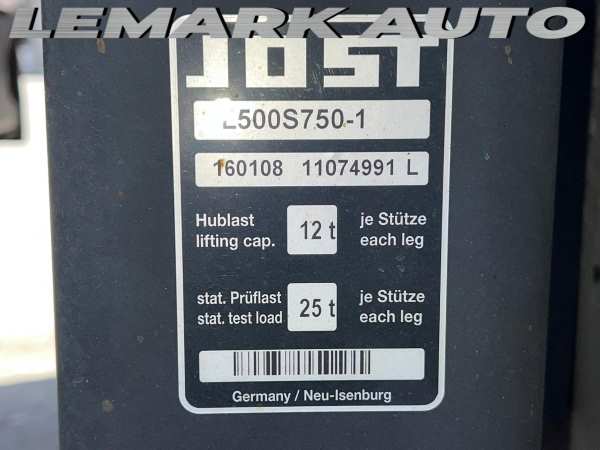 LEMARK AUTO
JOST
L500S750-1
160108 11074991 L
Hublast 12 t je Stütze
lifting cap. each leg
stat. Prüflast 25 t je Stütze
stat. test load each leg
Germany / Neu-Isenburg